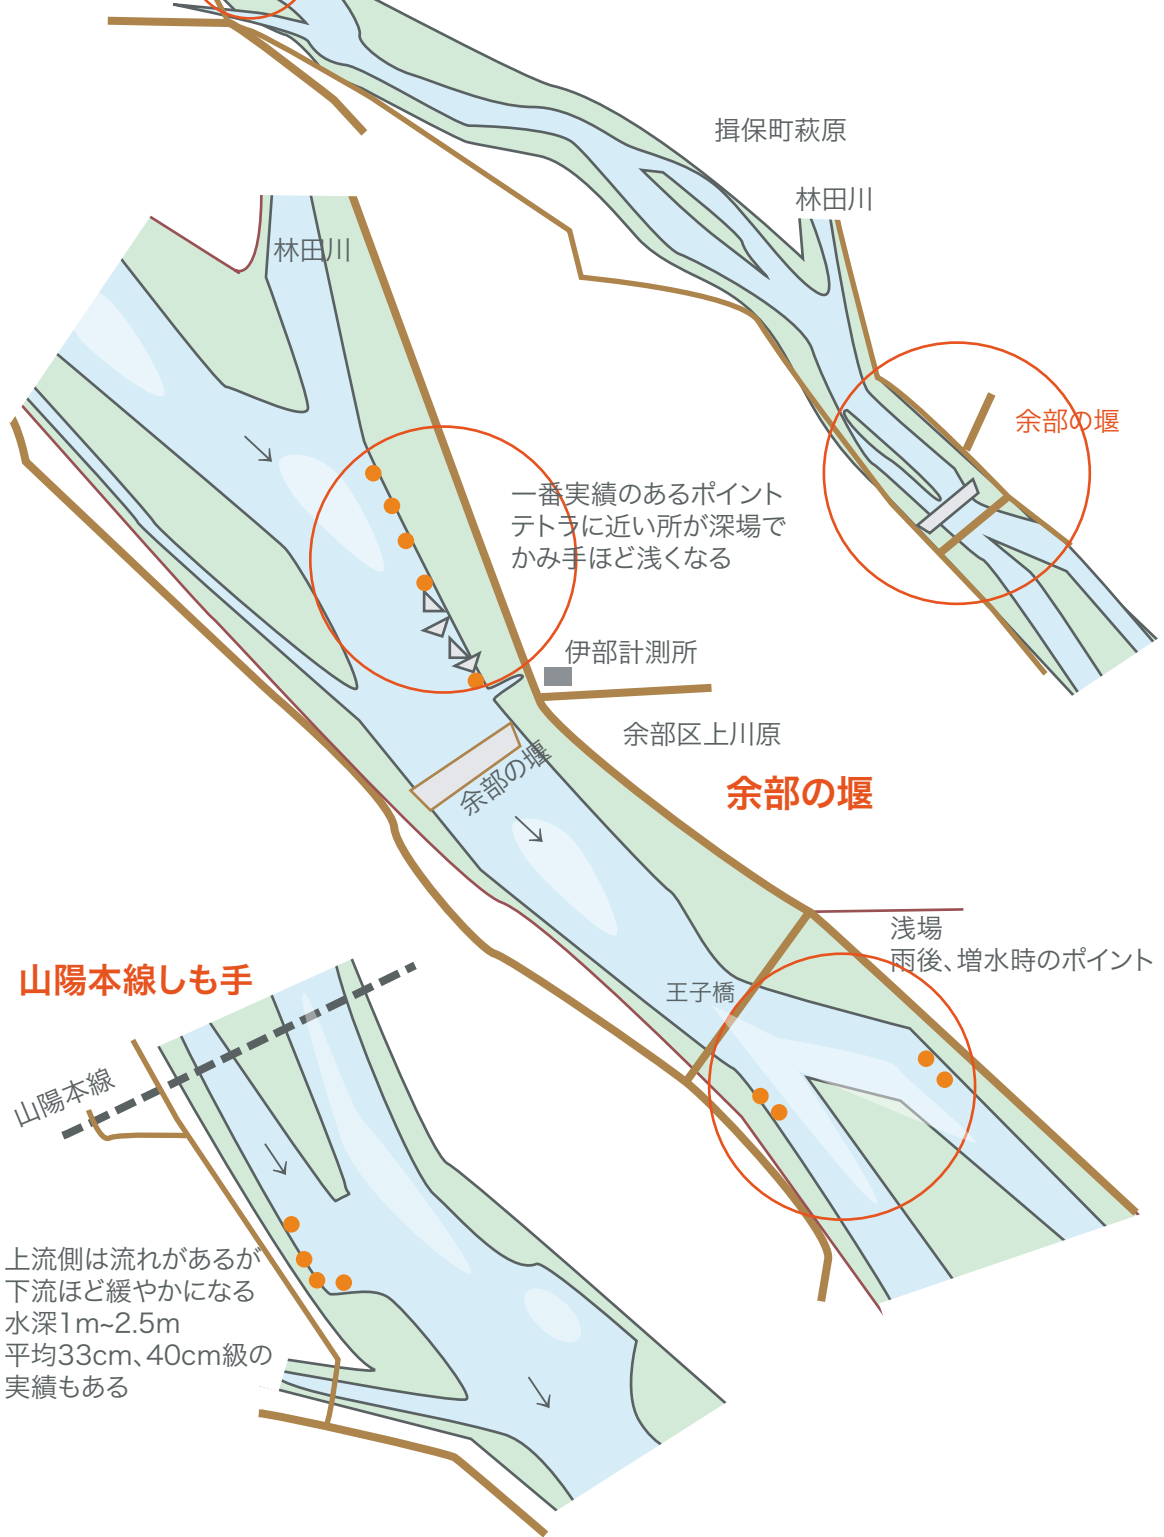 揖保町萩原
林田川
林田川
余部の堰
一番実績のあるポイント
テトラに近い所が深場で
かみ手ほど浅くなる
伊部計測所
余部区上川原
余部の堰
余部の堰
浅場
雨後、増水時のポイント
王子橋
山陽本線しも手
山陽本線
上流側は流れがあるが
下流ほど緩やかになる
水深1m~2.5m
平均33cm、40cm級の
実績もある